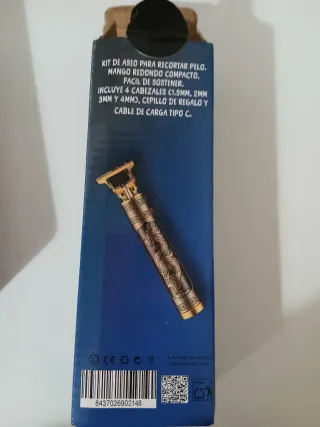 KIT DE ASEO PARA RECORTAR PELO.
MANGO REDONDO COMPACTO,
FACIL DE SOSTENER.
INCLUYE 4 CABEZALES (1.5MM, 2MM
3MM Y 4MM), CEPILLO DE REGALO Y
CABLE DE CARGA TIPO C.
8437026902148